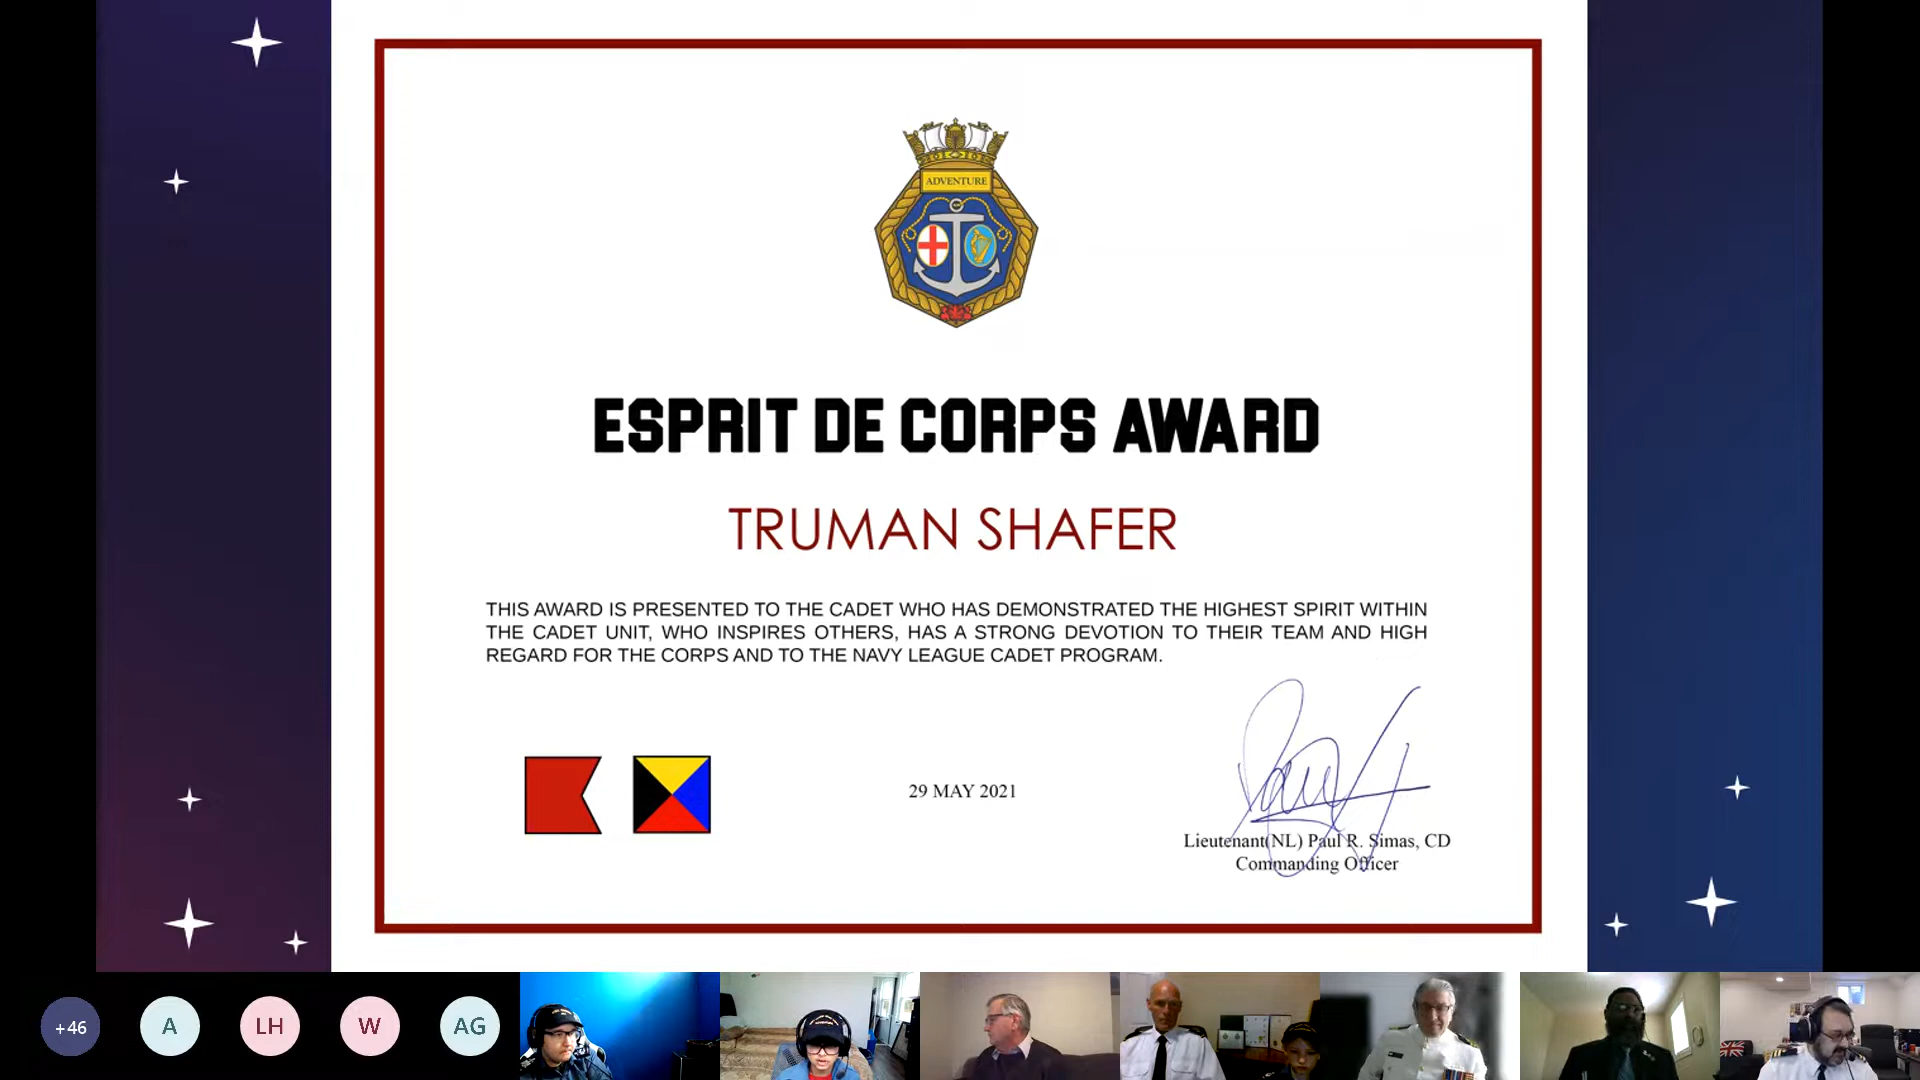 ADVENTURE
ESPRIT DE CORPS AWARD
TRUMAN SHAFER
THIS AWARD IS PRESENTED TO THE CADET WHO HAS DEMONSTRATED THE HIGHEST SPIRIT WITHIN
THE CADET UNIT, WHO INSPIRES OTHERS, HAS A STRONG DEVOTION TO THEIR TEAM AND HIGH
REGARD FOR THE CORPS AND TO THE NAVY LEAGUE CADET PROGRAM.
29 MAY 2021
Lieutenant(NL) Paul R. Simas, CD
Commanding Officer
+46
A
LH
W
AG